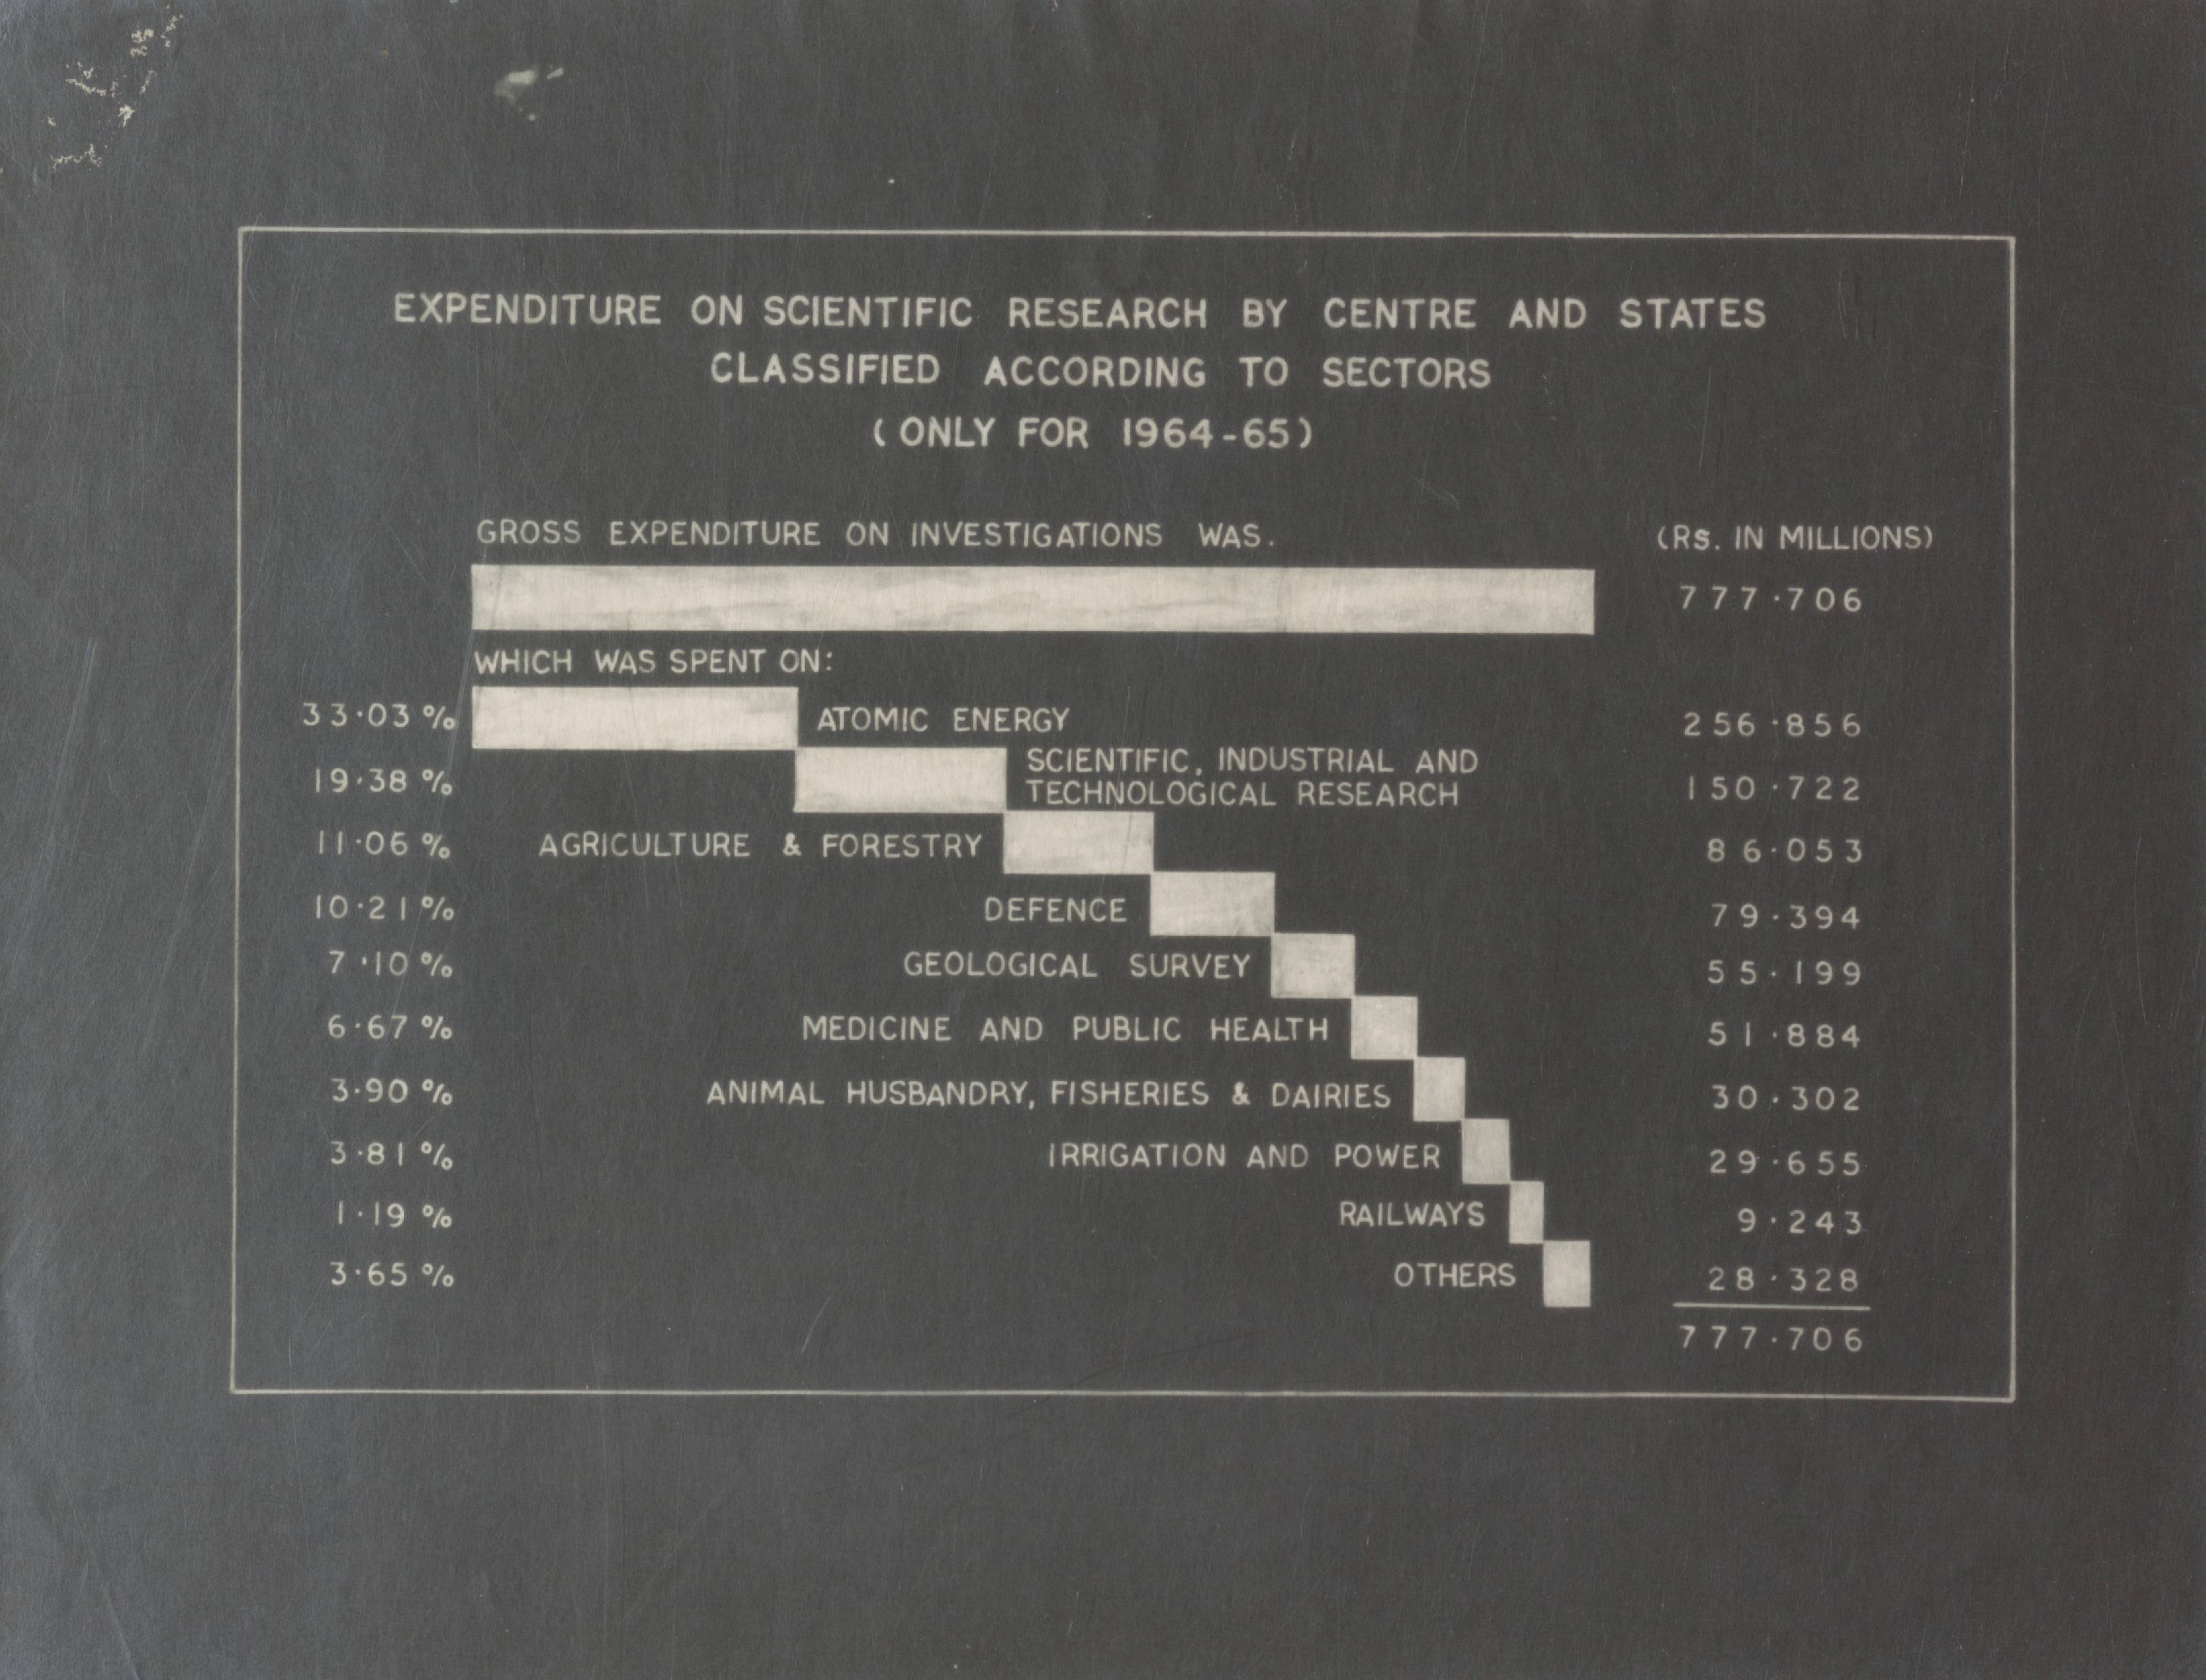 EXPENDITURE ON SCIENTIFIC RESEARCH BY CENTRE AND STATES
CLASSIFIED ACCORDING TO SECTORS
(ONLY FOR 1964-65)
GROSS EXPENDITURE ON INVESTIGATIONS WAS. (Rs. IN MILLIONS)
777·706
WHICH WAS SPENT ON:
33·03 % ATOMIC ENERGY 256·856
19·38 % SCIENTIFIC, INDUSTRIAL AND
TECHNOLOGICAL RESEARCH 150·722
11·06 % AGRICULTURE & FORESTRY 86·053
10·21 % DEFENCE 79·394
7·10 % GEOLOGICAL SURVEY 55·199
6·67 % MEDICINE AND PUBLIC HEALTH 51·884
3·90 % ANIMAL HUSBANDRY, FISHERIES & DAIRIES 30·302
3·81 % IRRIGATION AND POWER 29·655
1·19 % RAILWAYS 9·243
3·65 % OTHERS 28·328
777·706